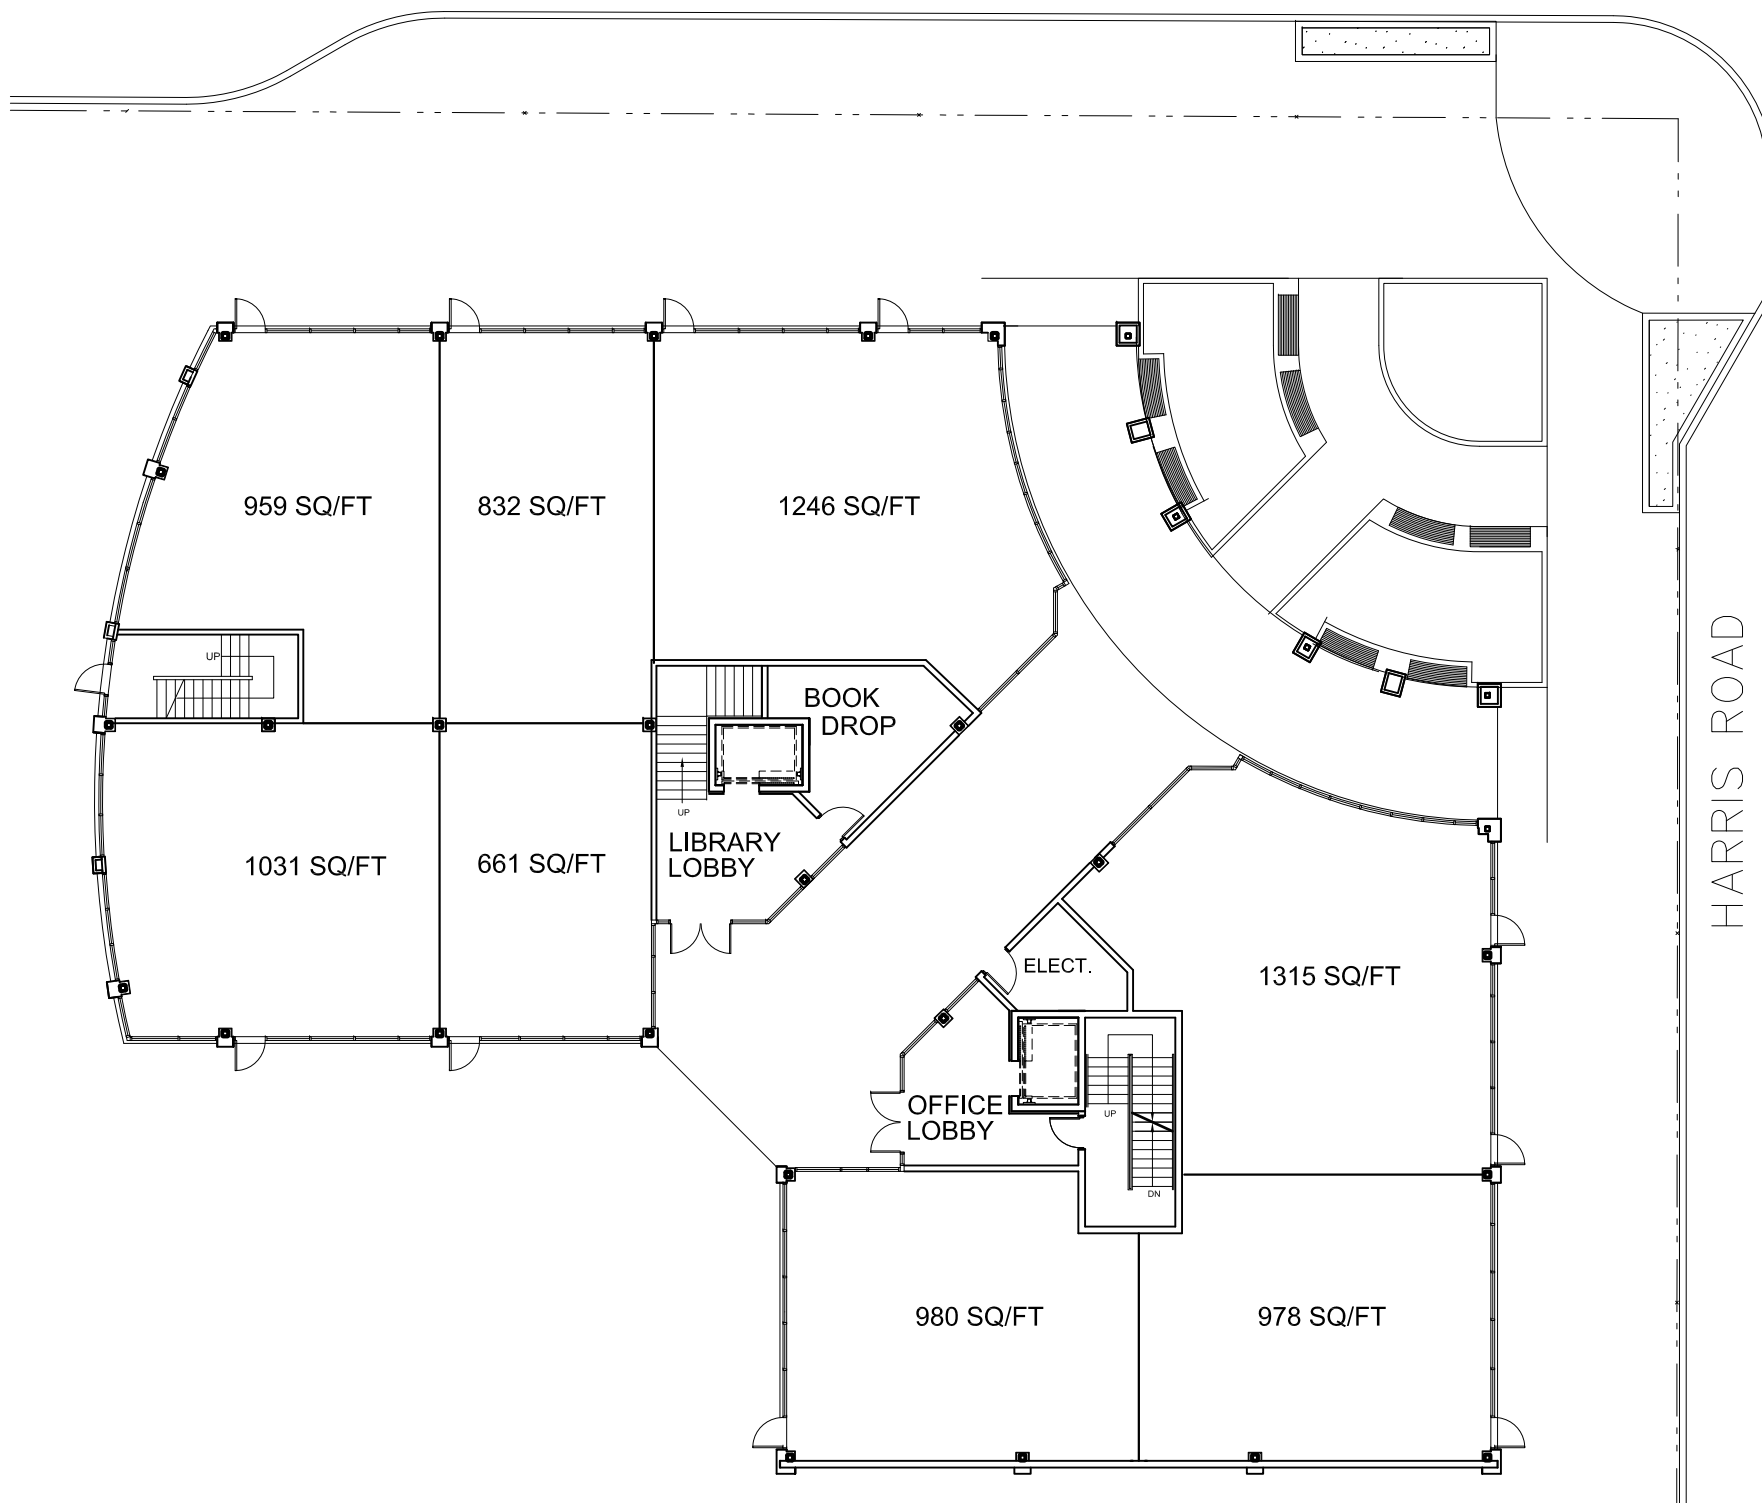 959 SQ/FT
832 SQ/FT
1246 SQ/FT
UP
BOOK
DROP
UP
LIBRARY
LOBBY
1031 SQ/FT
661 SQ/FT
HARRIS ROAD
ELECT.
1315 SQ/FT
OFFICE
LOBBY
UP
DN
980 SQ/FT
978 SQ/FT